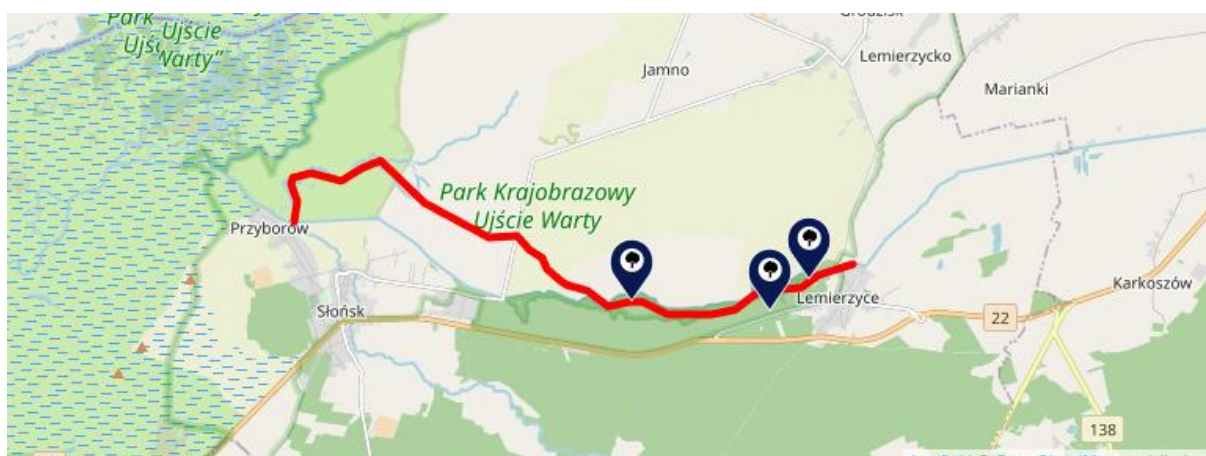 Park
Ujście
Warty”
Grodzisk
Jamno
Lemierzycko
Marianki
Park Krajobrazowy
Ujście Warty
Przyborów
Słońsk
Lemierzyce
Karkoszów
22
138